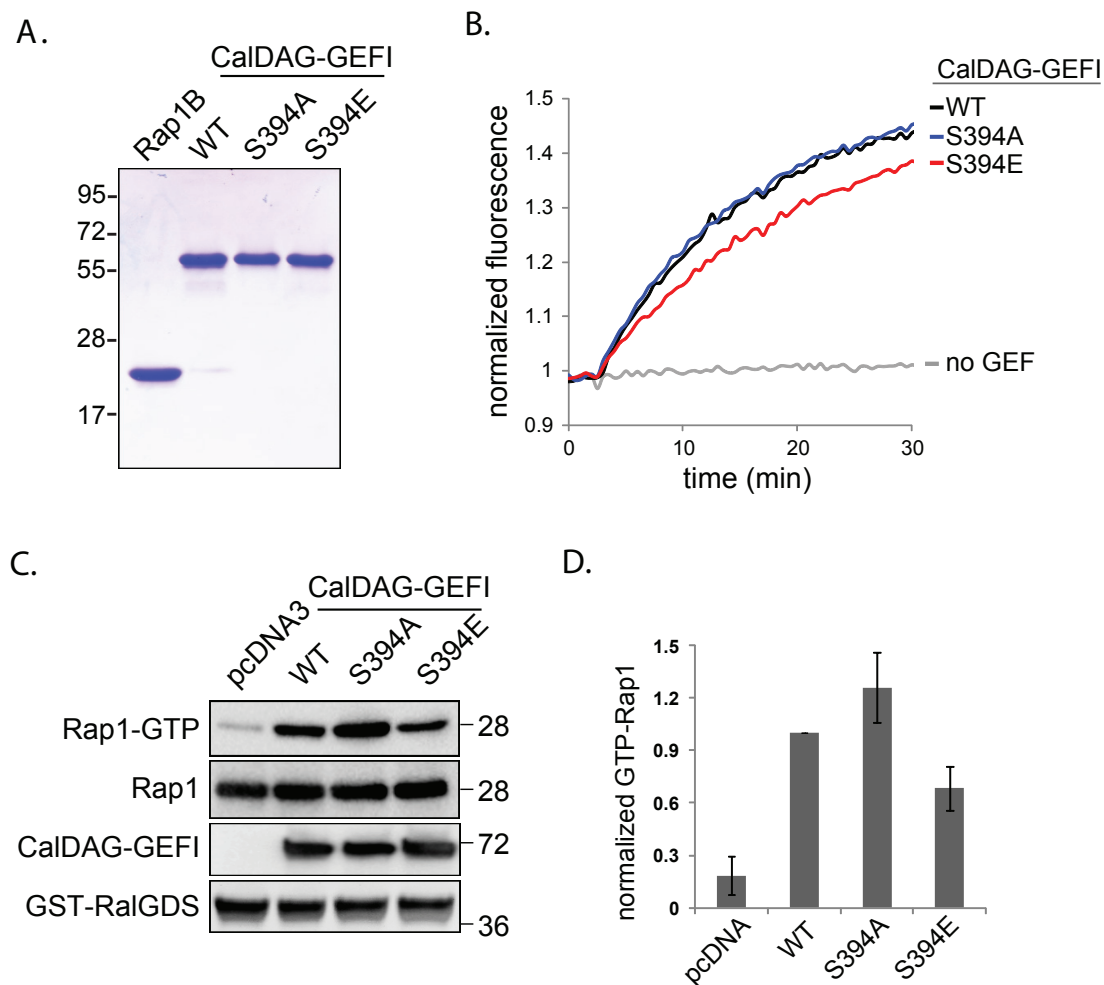 A.
CalDAG-GEFI
Rap1B
WT
S394A
S394E
95
72
55
28
17
B.
CalDAG-GEFI
WT
S394A
S394E
no GEF
normalized fluorescence
1.5
1.4
1.3
1.2
1.1
1
0.9
0 10 20 30
time (min)
C.
CalDAG-GEFI
pcDNA3
WT
S394A
S394E
Rap1-GTP 28
Rap1 28
CalDAG-GEFI 72
GST-RalGDS 36
D.
normalized GTP-Rap1
1.5
1.2
0.9
0.6
0.3
0
pcDNA
WT
S394A
S394E